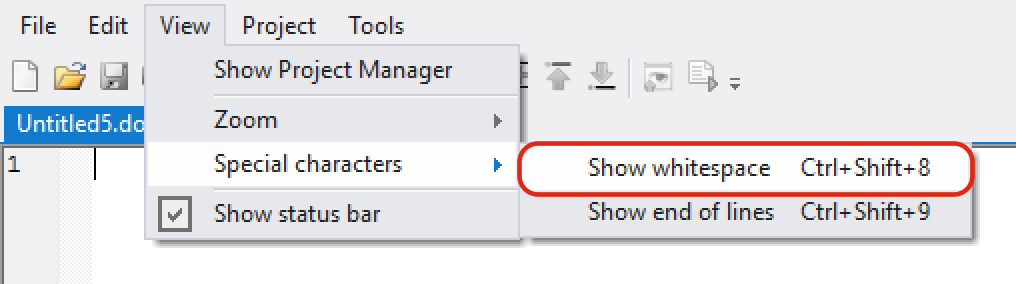 File Edit View Project Tools
Show Project Manager
Zoom
Untitled5.do
Special characters
1
Show whitespace Ctrl+Shift+8
Show status bar
Show end of lines Ctrl+Shift+9